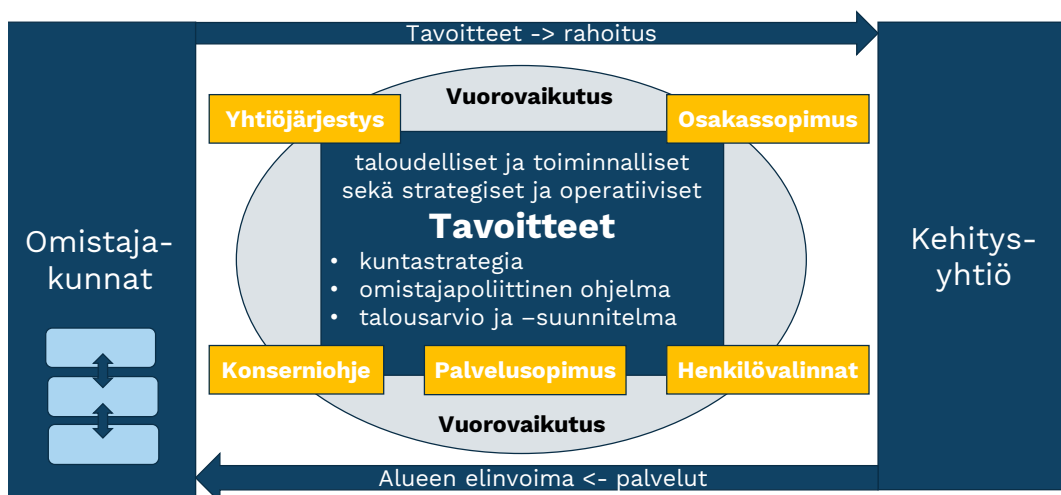 Tavoitteet -> rahoitus
Vuorovaikutus
Yhtiöjärjestys
Osakassopimus
taloudelliset ja toiminnalliset
sekä strategiset ja operatiiviset
Tavoitteet
• kuntastrategia
• omistajapoliittinen ohjelma
• talousarvio ja –suunnitelma
Omistaja-
kunnat
Kehitys-
yhtiö
Konserniohje
Palvelusopimus
Henkilövalinnat
Vuorovaikutus
Alueen elinvoima <- palvelut